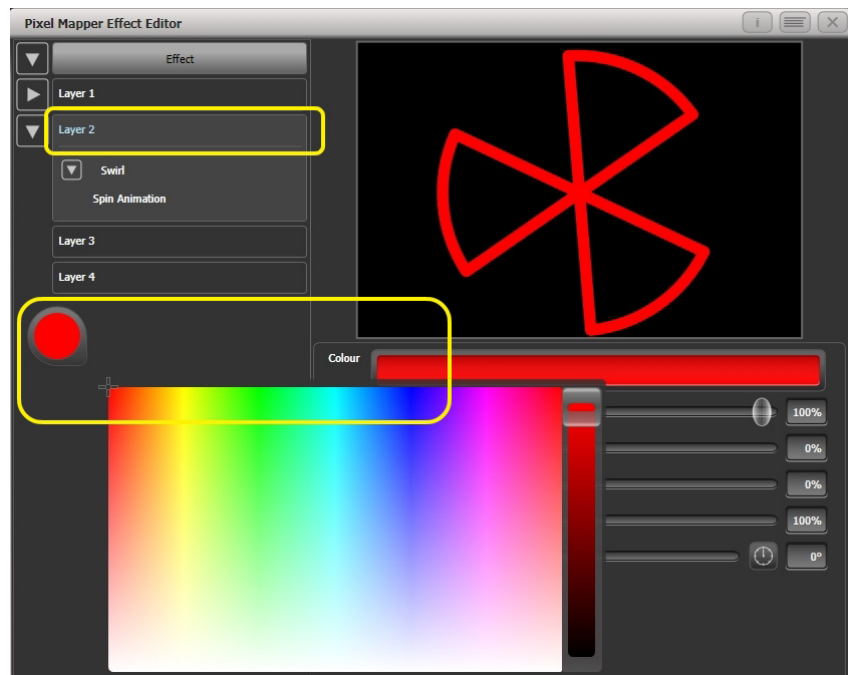 Pixel Mapper Effect Editor
i
Effect
Layer 1
Layer 2
Swirl
Spin Animation
Layer 3
Layer 4
Colour
100%
0%
0%
100%
0º